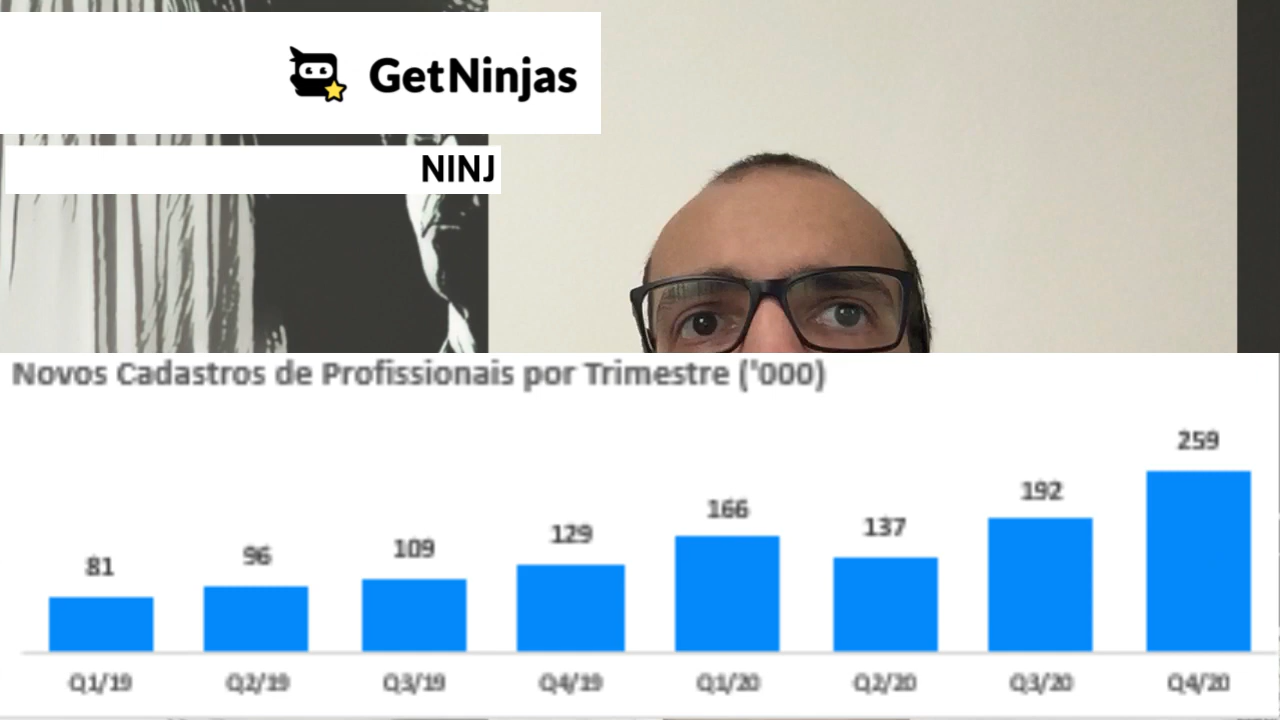 GetNinjas
NINJ
Novos Cadastros de Profissionais por Trimestre ('000)
81 96 109 129 166 137 192 259
Q1/19 Q2/19 Q3/19 Q4/19 Q1/20 Q2/20 Q3/20 Q4/20